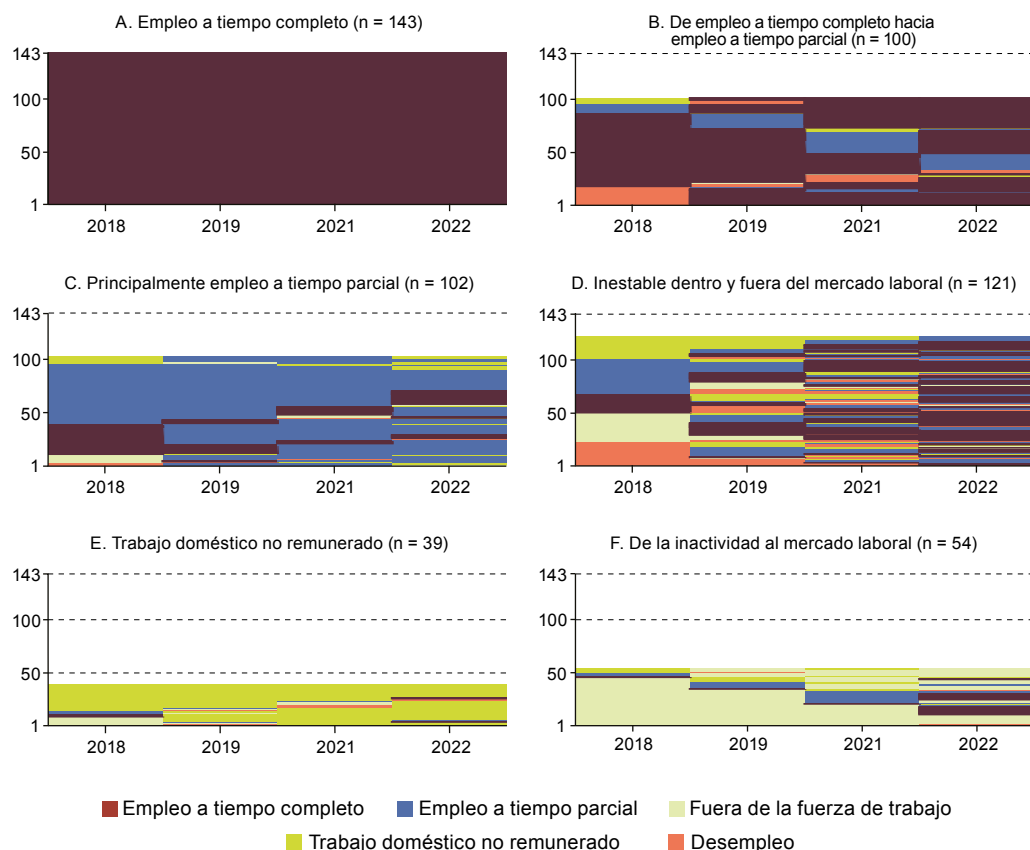 A. Empleo a tiempo completo (n = 143)
143
100
50
1
2018 2019 2021 2022
B. De empleo a tiempo completo hacia
empleo a tiempo parcial (n = 100)
143
100
50
1
2018 2019 2021 2022
C. Principalmente empleo a tiempo parcial (n = 102)
143
100
50
1
2018 2019 2021 2022
D. Inestable dentro y fuera del mercado laboral (n = 121)
143
100
50
1
2018 2019 2021 2022
E. Trabajo doméstico no remunerado (n = 39)
143
100
50
1
2018 2019 2021 2022
F. De la inactividad al mercado laboral (n = 54)
143
100
50
1
2018 2019 2021 2022
Empleo a tiempo completo Empleo a tiempo parcial Fuera de la fuerza de trabajo
Trabajo doméstico no remunerado Desempleo